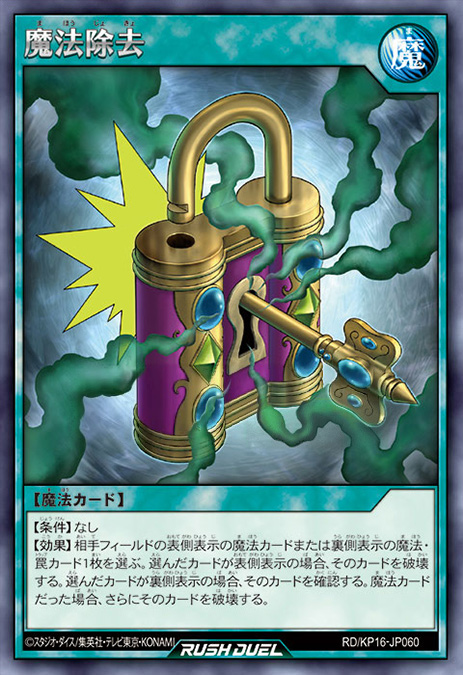 魔法除去
魔
【魔法カード】
【条件】なし
【効果】相手フィールドの表側表示の魔法カードまたは裏側表示の魔法・
罠カード1枚を選ぶ。選んだカードが表側表示の場合、そのカードを破壊
する。選んだカードが裏側表示の場合、そのカードを確認する。魔法カード
だった場合、さらにそのカードを破壊する。
©スタジオ・ダイス/集英社・テレビ東京・KONAMI
RUSH DUEL
RD/KP16-JP060